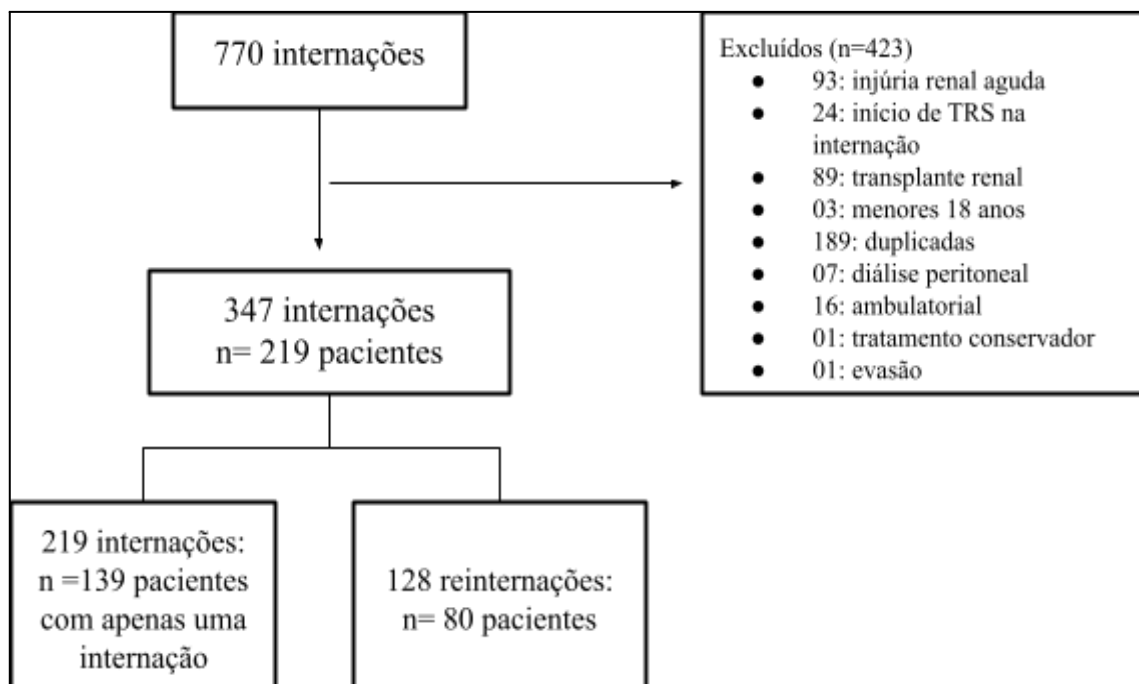 770 internações
Excluídos (n=423)
● 93: injúria renal aguda
● 24: início de TRS na
internação
● 89: transplante renal
● 03: menores 18 anos
● 189: duplicadas
● 07: diálise peritoneal
● 16: ambulatorial
● 01: tratamento conservador
● 01: evasão
347 internações
n= 219 pacientes
219 internações:
n =139 pacientes
com apenas uma
internação
128 reinternações:
n= 80 pacientes